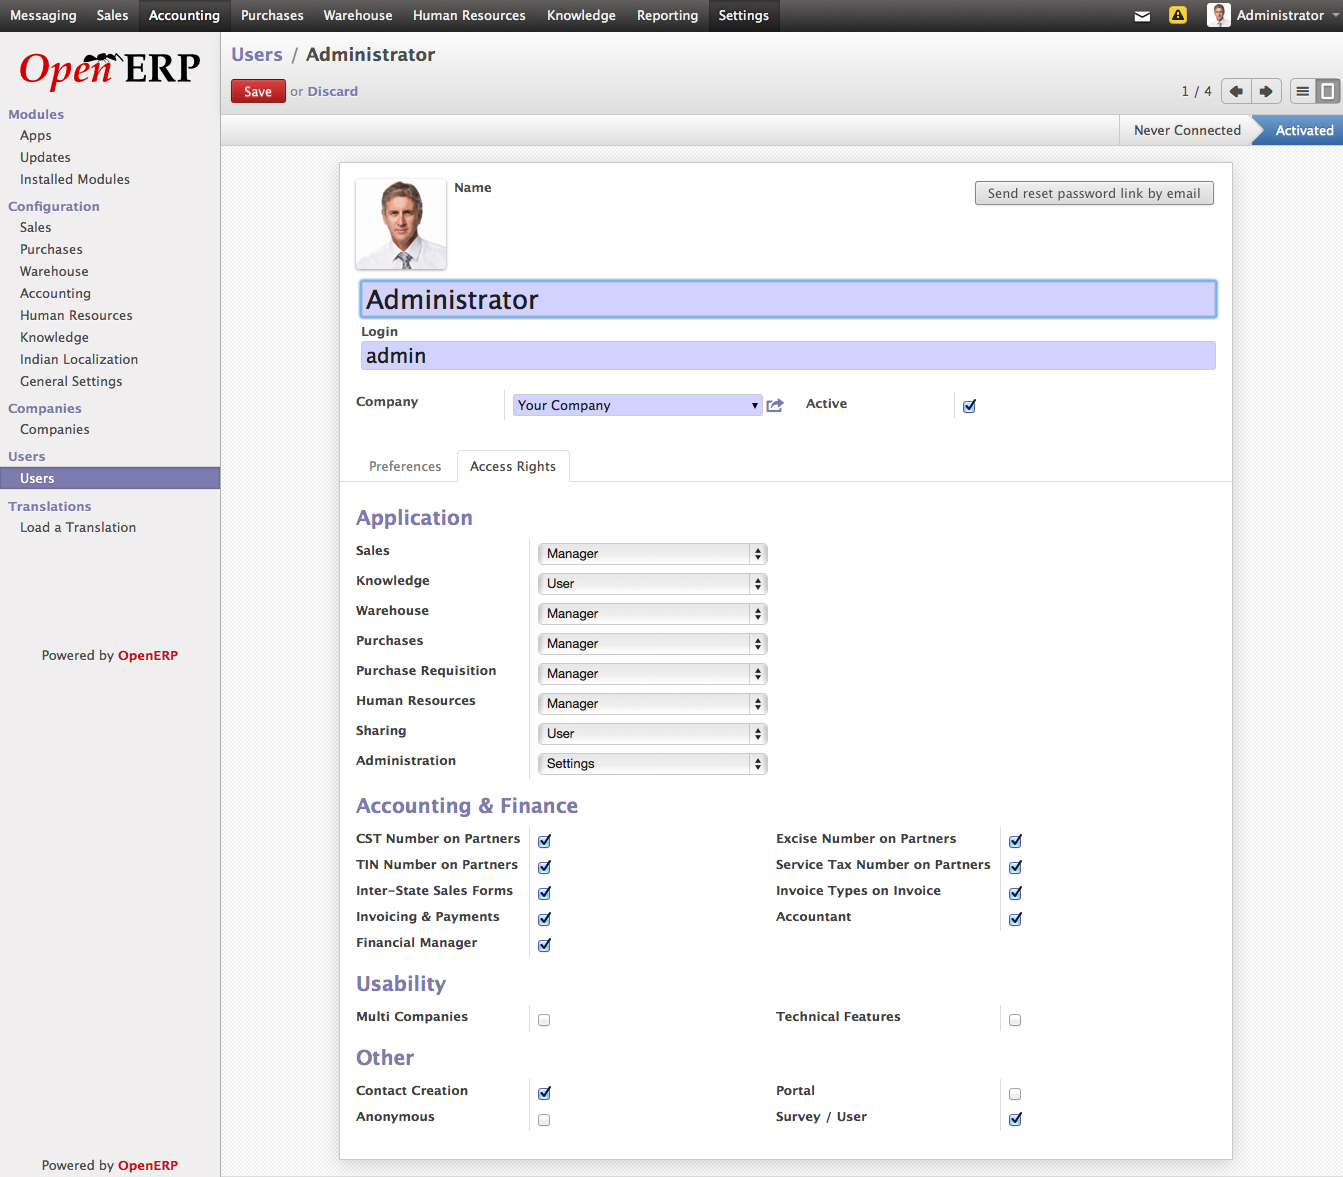 Messaging Sales Accounting Purchases Warehouse Human Resources Knowledge Reporting Settings Administrator
OpenERP
Modules
Apps
Updates
Installed Modules
Configuration
Sales
Purchases
Warehouse
Accounting
Human Resources
Knowledge
Indian Localization
General Settings
Companies
Companies
Users
Users
Translations
Load a Translation
Powered by OpenERP
Powered by OpenERP
Users / Administrator
Save or Discard
1 / 4
Never Connected Activated
Name
Send reset password link by email
Administrator
Login
admin
Company Your Company Active
Preferences Access Rights
Application
Sales Manager
Knowledge User
Warehouse Manager
Purchases Manager
Purchase Requisition Manager
Human Resources Manager
Sharing User
Administration Settings
Accounting & Finance
CST Number on Partners Excise Number on Partners
TIN Number on Partners Service Tax Number on Partners
Inter-State Sales Forms Invoice Types on Invoice
Invoicing & Payments Accountant
Financial Manager
Usability
Multi Companies Technical Features
Other
Contact Creation Portal
Anonymous Survey / User